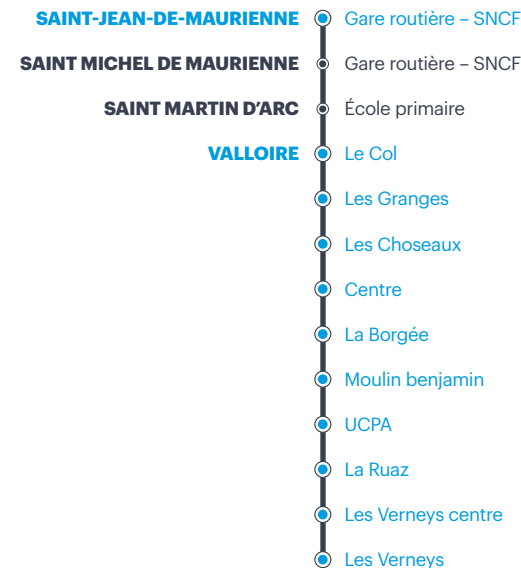 SAINT-JEAN-DE-MAURIENNE Gare routière – SNCF
SAINT MICHEL DE MAURIENNE Gare routière – SNCF
SAINT MARTIN D’ARC École primaire
VALLOIRE Le Col
Les Granges
Les Choseaux
Centre
La Borgée
Moulin benjamin
UCPA
La Ruaz
Les Verneys centre
Les Verneys